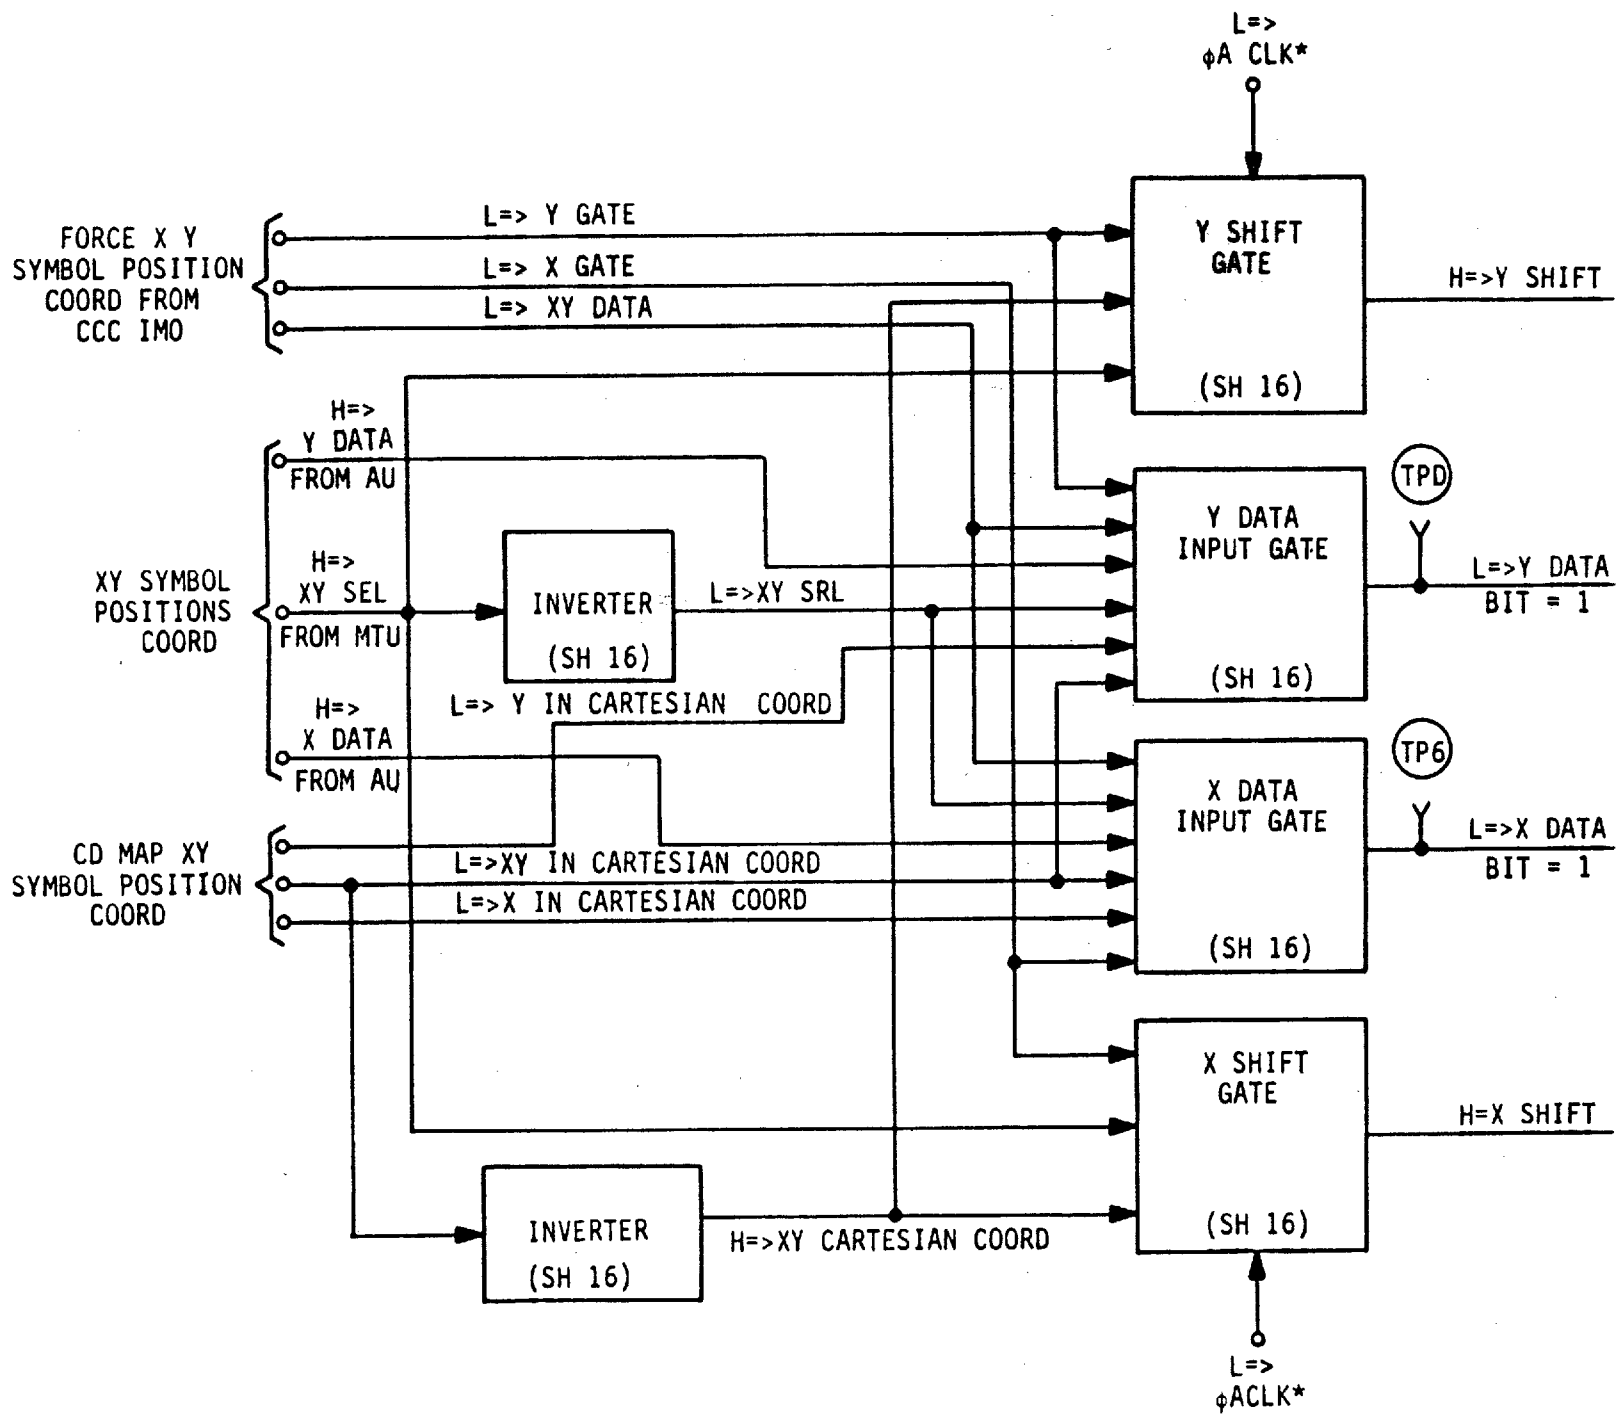 L=>
ϕA CLK*
FORCE X Y
SYMBOL POSITION
COORD FROM
CCC IMO
L=> Y GATE
L=> X GATE
L=> XY DATA
Y SHIFT
GATE
(SH 16)
H=>Y SHIFT
H=>
Y DATA
FROM AU
XY SYMBOL
POSITIONS
COORD
H=>
XY SEL
FROM MTU
INVERTER
(SH 16)
L=>XY SRL
Y DATA
INPUT GATE
(SH 16)
TPD
L=>Y DATA
BIT = 1
L=> Y IN CARTESIAN COORD
H=>
X DATA
FROM AU
CD MAP XY
SYMBOL POSITION
COORD
L=>XY IN CARTESIAN COORD
L=>X IN CARTESIAN COORD
X DATA
INPUT GATE
(SH 16)
TP6
L=>X DATA
BIT = 1
X SHIFT
GATE
(SH 16)
H=X SHIFT
INVERTER
(SH 16)
H=>XY CARTESIAN COORD
L=>
ϕACLK*